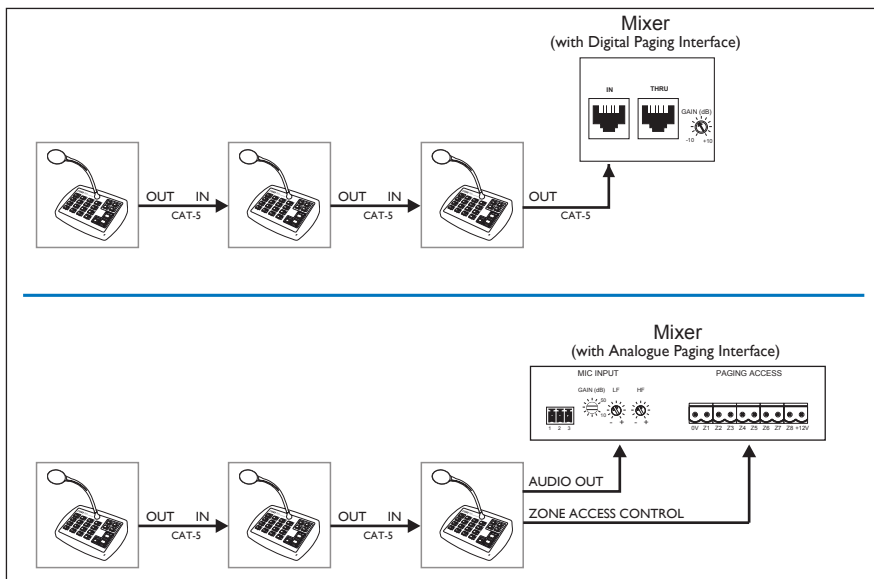 Mixer
(with Digital Paging Interface)
IN THRU
GAIN (dB)
-10 +10
OUT IN
CAT-5
OUT IN
CAT-5
OUT
CAT-5
Mixer
(with Analogue Paging Interface)
MIC INPUT PAGING ACCESS
GAIN (dB) LF HF
50
10
- + - +
1 2 3
0V Z1 Z2 Z3 Z4 Z5 Z6 Z7 Z8 +12V
AUDIO OUT
OUT IN
CAT-5
OUT IN
CAT-5
ZONE ACCESS CONTROL